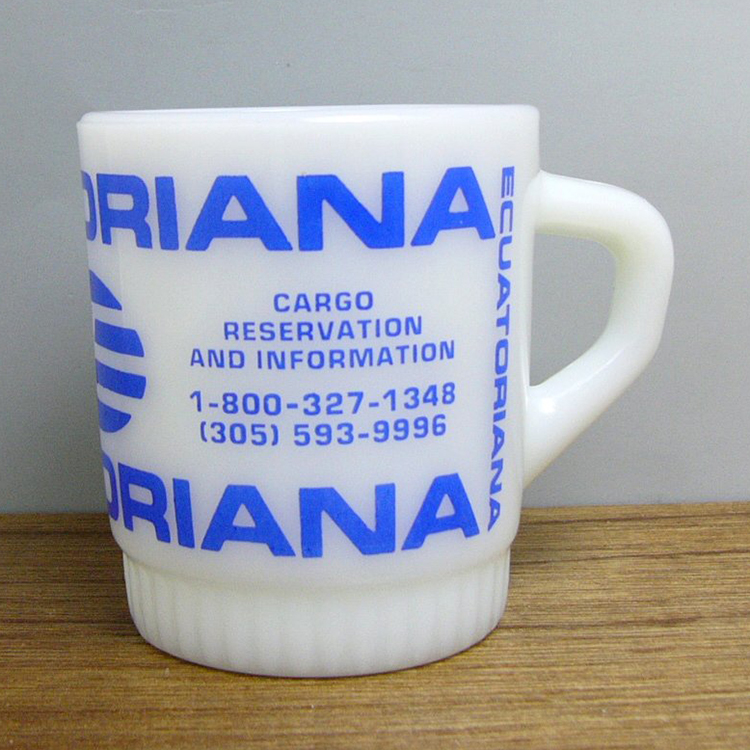 ORIANA
CARGO
RESERVATION
AND INFORMATION
1-800-327-1348
(305) 593-9996
ORIANA
ECUATORIANA